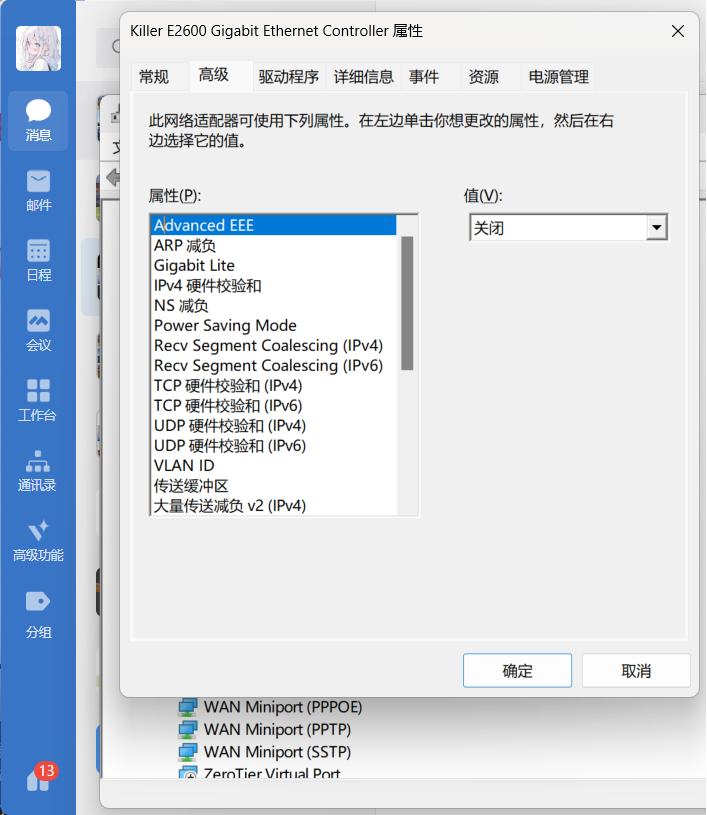 Killer E2600 Gigabit Ethernet Controller 属性
常规 高级 驱动程序 详细信息 事件 资源 电源管理
此网络适配器可使用下列属性。在左边单击你想更改的属性，然后在右
边选择它的值。
属性(P):
值(V):
Advanced EEE
关闭
ARP 减负
Gigabit Lite
IPv4 硬件校验和
NS 减负
Power Saving Mode
Recv Segment Coalescing (IPv4)
Recv Segment Coalescing (IPv6)
TCP 硬件校验和 (IPv4)
TCP 硬件校验和 (IPv6)
UDP 硬件校验和 (IPv4)
UDP 硬件校验和 (IPv6)
VLAN ID
传送缓冲区
大量传送减负 v2 (IPv4)
确定
取消
WAN Miniport (PPPOE)
WAN Miniport (PPTP)
WAN Miniport (SSTP)
ZeroTier Virtual Port
消息
邮件
日程
会议
工作台
通讯录
高级功能
分组
13